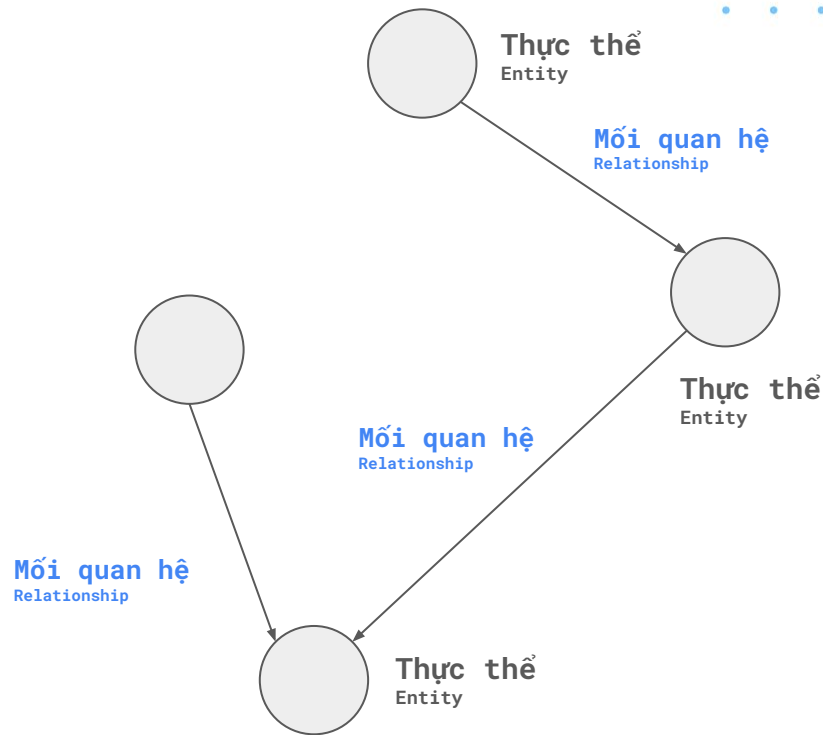 Thực thể
Entity
Mối quan hệ
Relationship
Thực thể
Entity
Mối quan hệ
Relationship
Mối quan hệ
Relationship
Thực thể
Entity